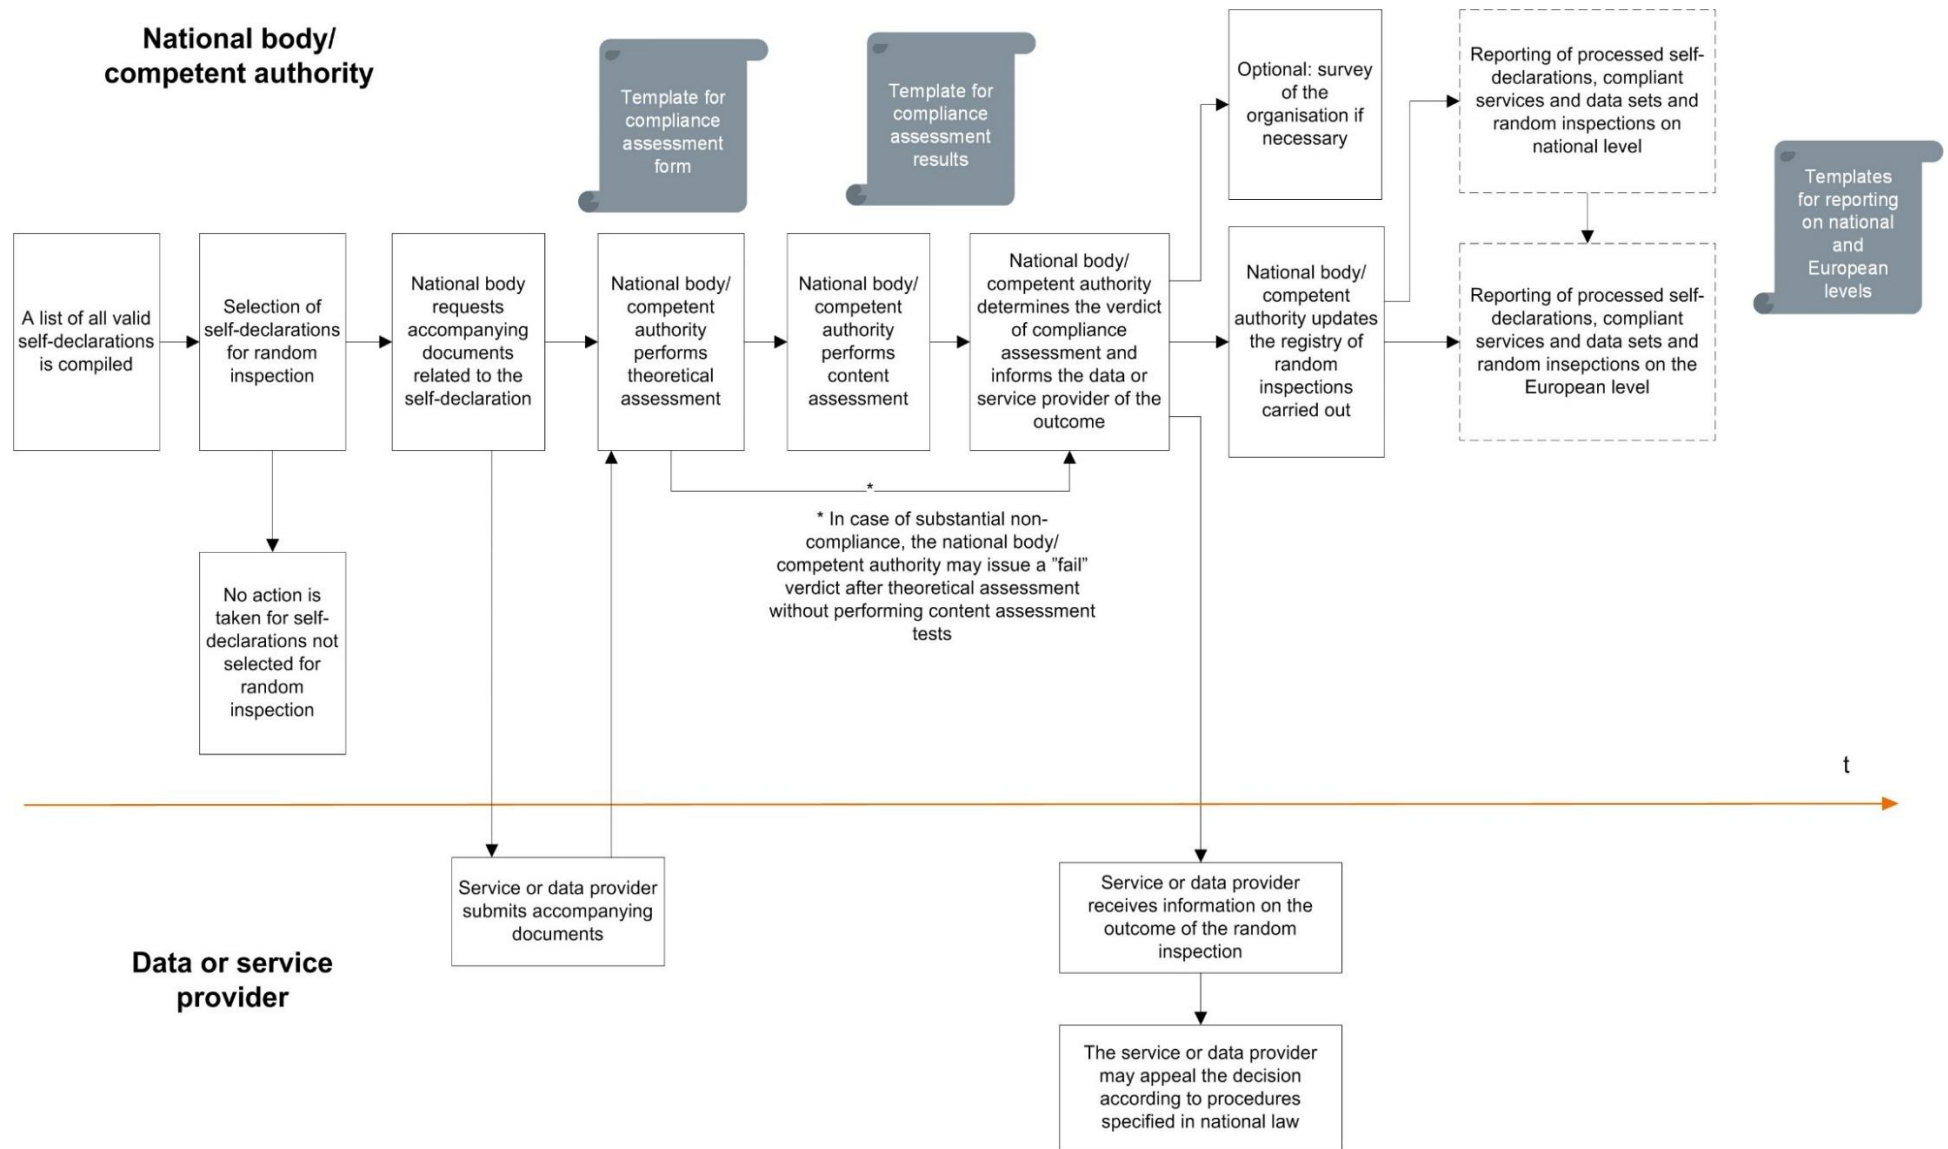 National body/
competent authority
Template for
compliance
assessment
form
Template for
compliance
assessment
results
Optional: survey
of the
organisation if
necessary
Reporting of processed self-
declarations, compliant
services and data sets and
random inspections on
national level
Templates
for reporting
on national
and
European
levels
A list of all valid
self-declarations
is compiled
Selection of
self-declarations
for random
inspection
National body
requests
accompanying
documents
related to the
self-declaration
National body/
competent
authority
performs
theoretical
assessment
National body/
competent
authority
performs
content
assessment
National body/
competent authority
determines the verdict
of compliance
assessment and
informs the data or
service provider of the
outcome
National body/
competent
authority updates
the registry of
random
inspections
carried out
Reporting of processed self-
declarations, compliant
services and data sets and
random insepctions on the
European level
*
* In case of substantial non-
compliance, the national body/
competent authority may issue a ”fail”
verdict after theoretical assessment
without performing content assessment
tests
No action is
taken for self-
declarations not
selected for
random
inspection
t
Service or data provider
submits accompanying
documents
Service or data provider
receives information on the
outcome of the random
inspection
Data or service
provider
The service or data provider
may appeal the decision
according to procedures
specified in national law